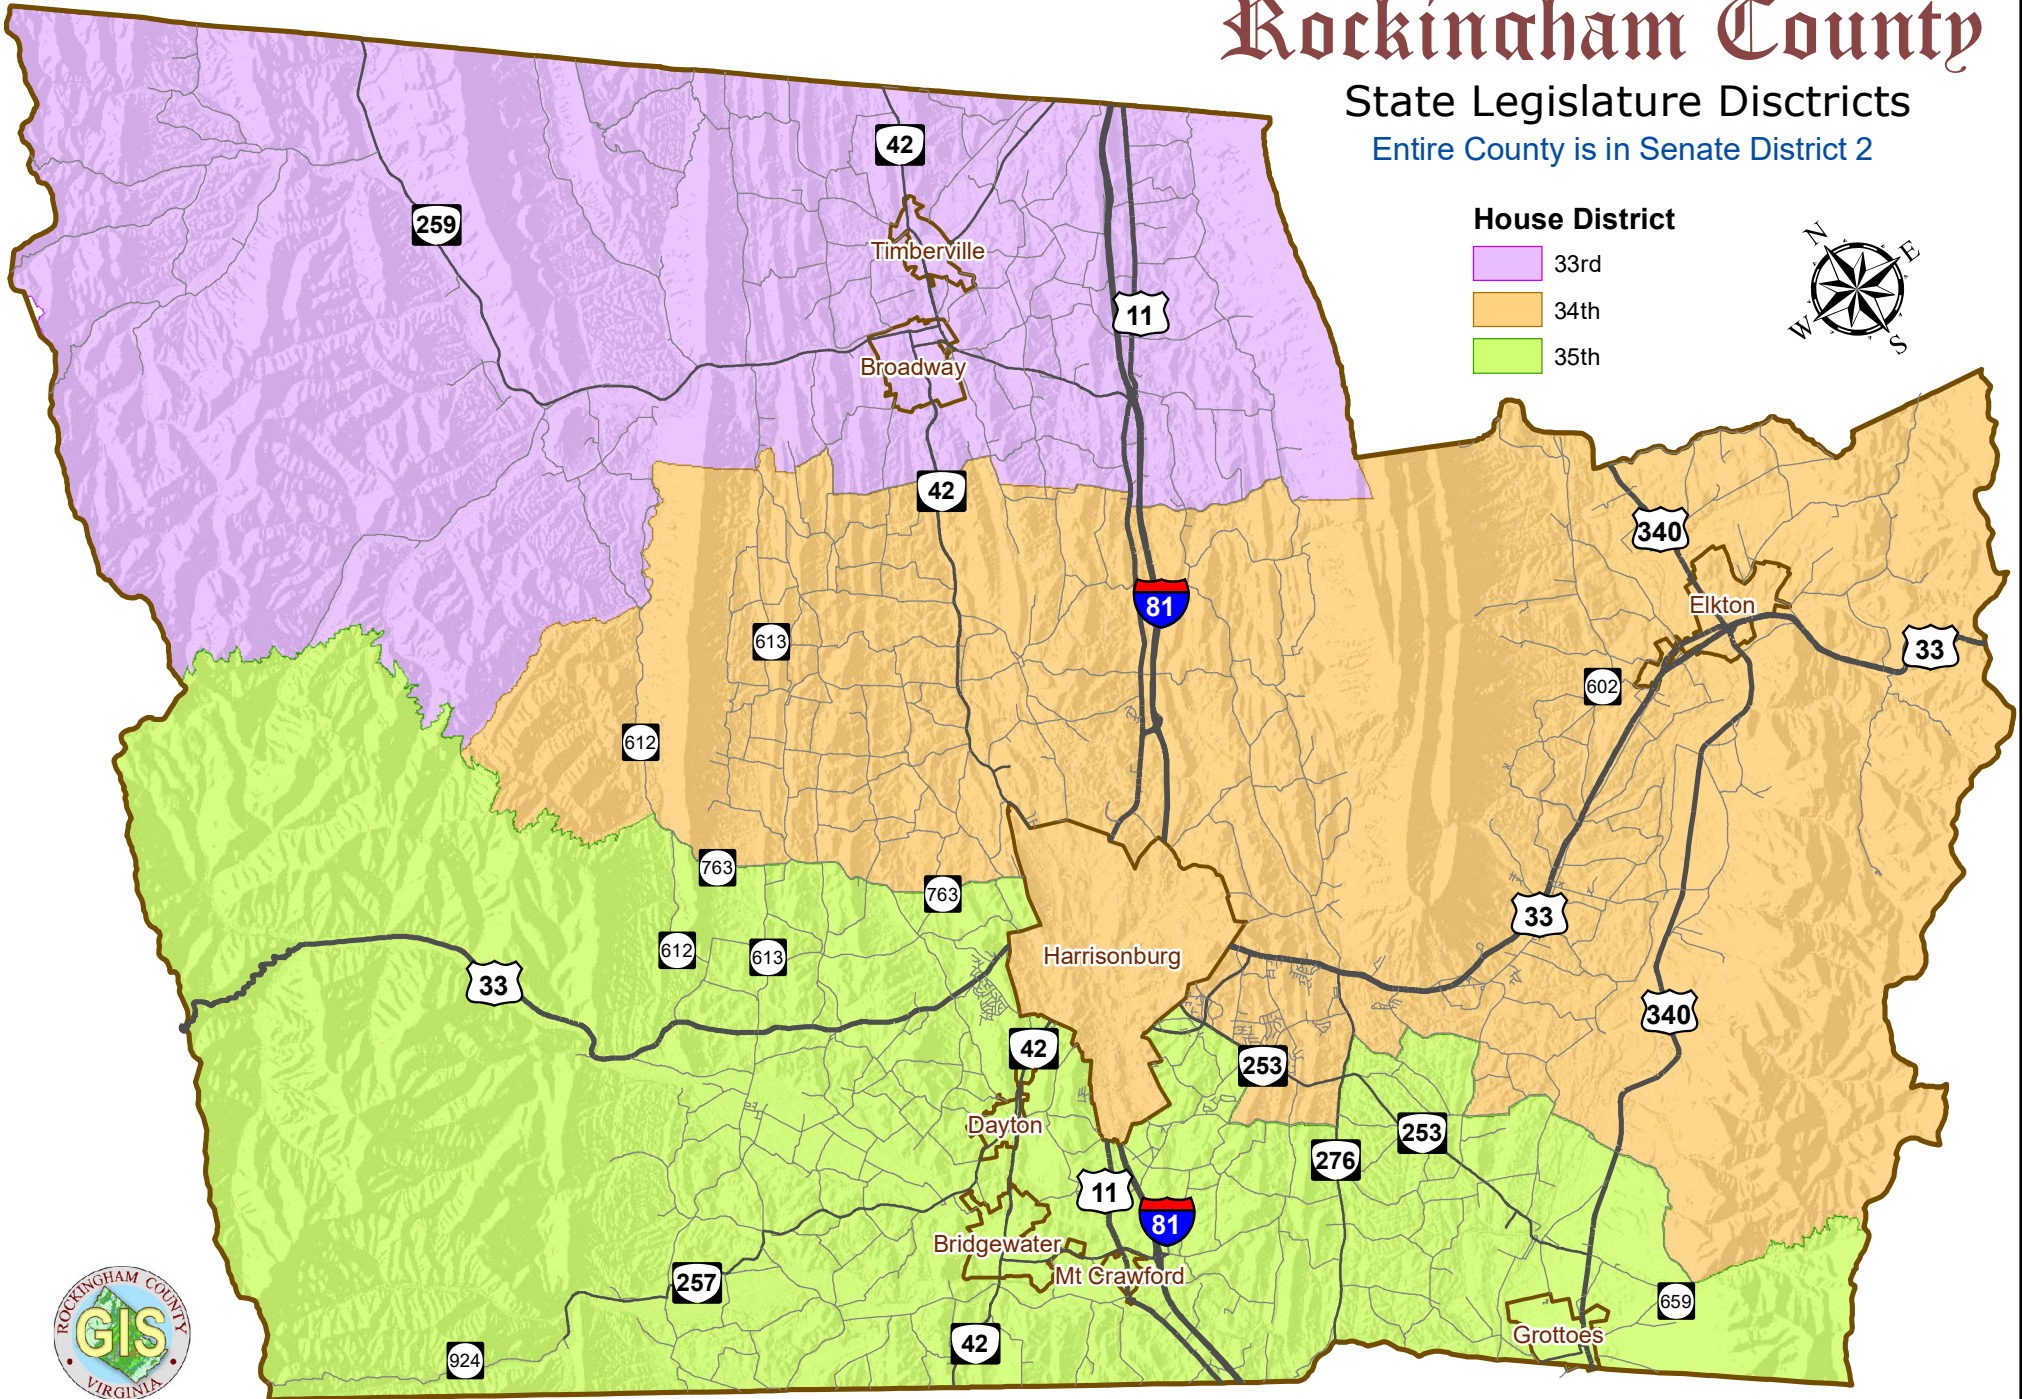 Rockingham County
State Legislature Disctricts
Entire County is in Senate District 2
House District
33rd
34th
35th
N
E
W
S
42
259
Timberville
11
Broadway
42
340
81
Elkton
613
33
602
612
763
763
33
612
613
Harrisonburg
33
340
42
253
Dayton
253
276
11
81
Bridgewater
Mt Crawford
257
659
Grottoes
42
924
ROCKINGHAM COUNTY
GIS
VIRGINIA